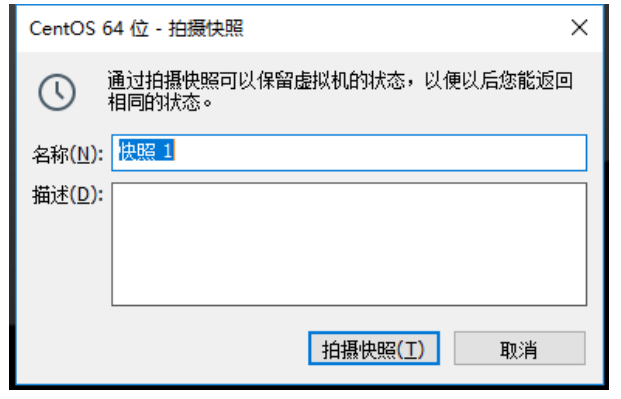 CentOS 64 位 - 拍摄快照
通过拍摄快照可以保留虚拟机的状态，以便以后您能返回
相同的状态。
名称(N): 快照 1
描述(D):
拍摄快照(T) 取消